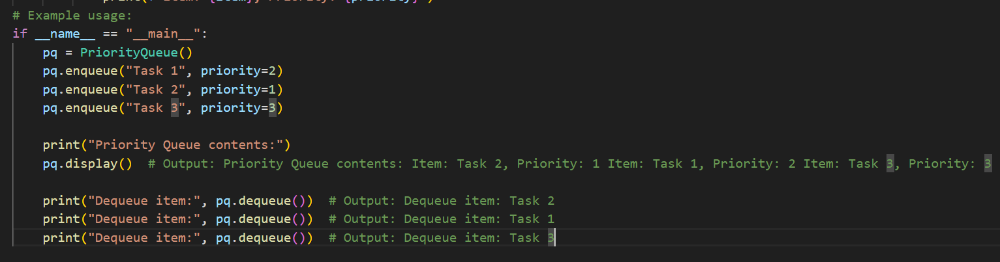 # Example usage:
if __name__ == "__main__":
    pq = PriorityQueue()
    pq.enqueue("Task 1", priority=2)
    pq.enqueue("Task 2", priority=1)
    pq.enqueue("Task 3", priority=3)

    print("Priority Queue contents:")
    pq.display()  # Output: Priority Queue contents: Item: Task 2, Priority: 1 Item: Task 1, Priority: 2 Item: Task 3, Priority: 3

    print("Dequeue item:", pq.dequeue())  # Output: Dequeue item: Task 2
    print("Dequeue item:", pq.dequeue())  # Output: Dequeue item: Task 1
    print("Dequeue item:", pq.dequeue())  # Output: Dequeue item: Task 3